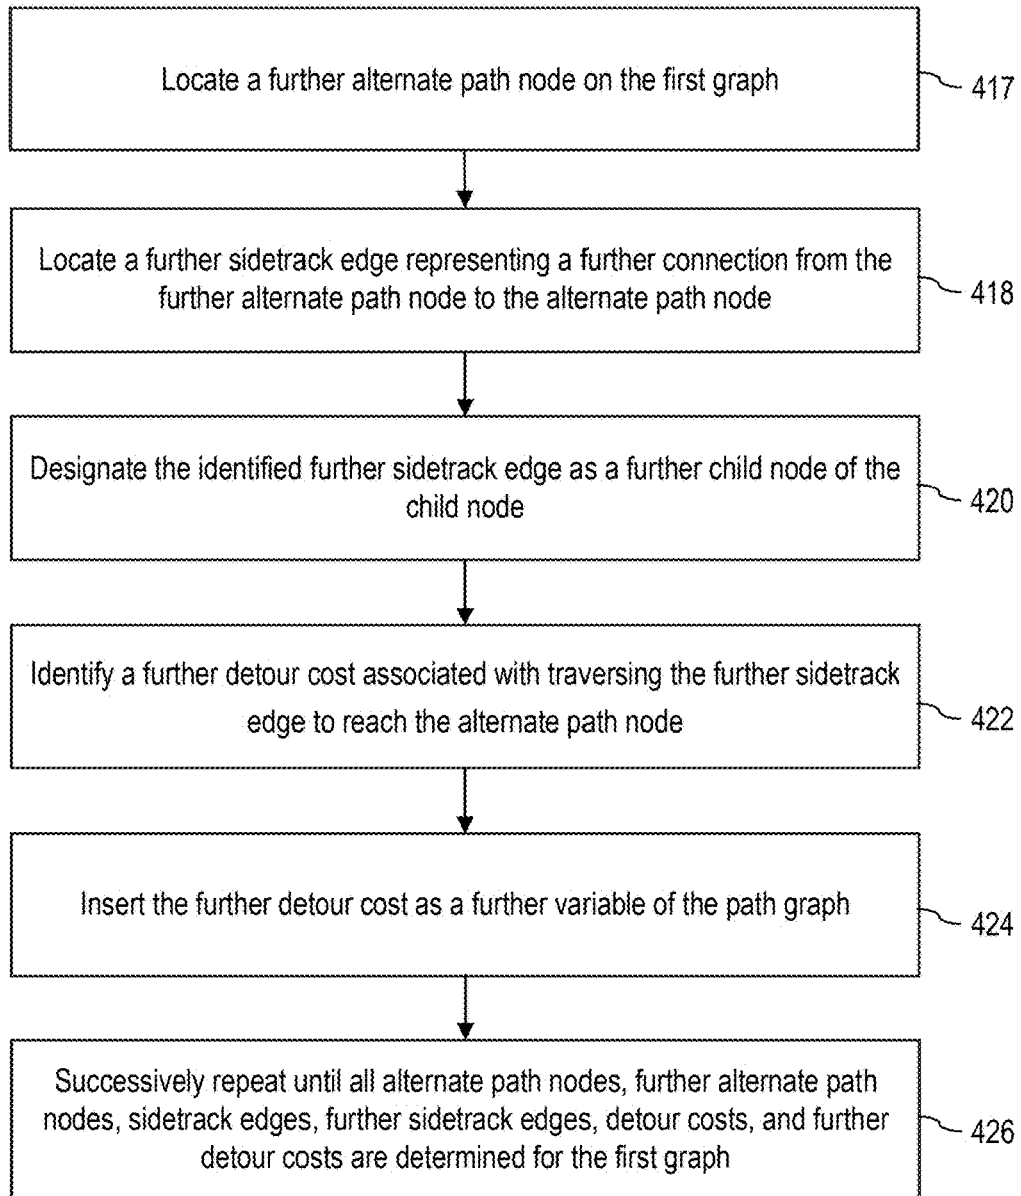 Locate a further alternate path node on the first graph
417
Locate a further sidetrack edge representing a further connection from the
further alternate path node to the alternate path node
418
Designate the identified further sidetrack edge as a further child node of the
child node
420
Identify a further detour cost associated with traversing the further sidetrack
edge to reach the alternate path node
422
Insert the further detour cost as a further variable of the path graph
424
Successively repeat until all alternate path nodes, further alternate path
nodes, sidetrack edges, further sidetrack edges, detour costs, and further
detour costs are determined for the first graph
426